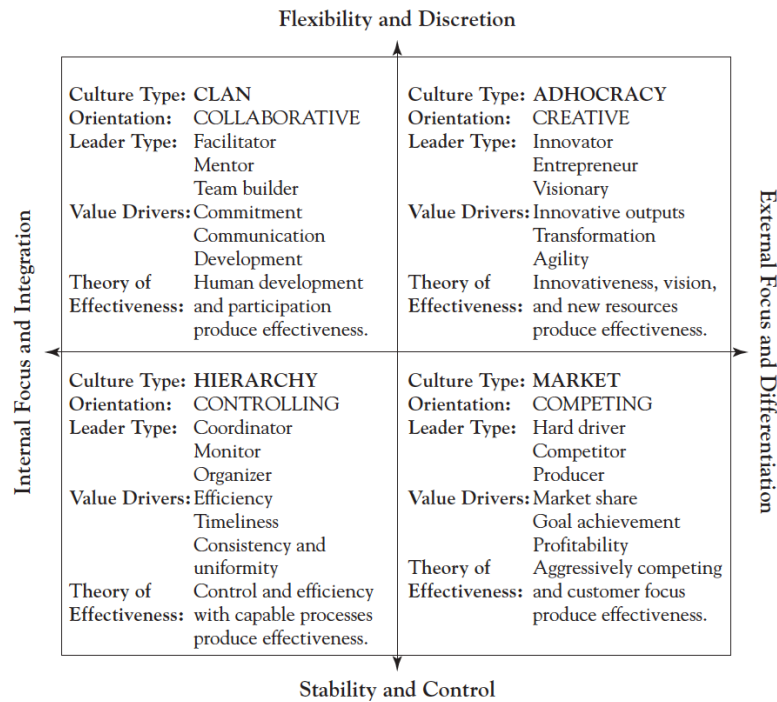 Flexibility and Discretion
Internal Focus and Integration
Culture Type: CLAN
Orientation: COLLABORATIVE
Leader Type: Facilitator
Mentor
Team builder
Value Drivers: Commitment
Communication
Development
Theory of Human development
Effectiveness: and participation
produce effectiveness.
Culture Type: ADHOCRACY
Orientation: CREATIVE
Leader Type: Innovator
Entrepreneur
Visionary
Value Drivers: Innovative outputs
Transformation
Agility
Theory of Innovativeness, vision,
Effectiveness: and new resources
produce effectiveness.
Culture Type: HIERARCHY
Orientation: CONTROLLING
Leader Type: Coordinator
Monitor
Organizer
Value Drivers: Efficiency
Timeliness
Consistency and
uniformity
Theory of Control and efficiency
Effectiveness: with capable processes
produce effectiveness.
Culture Type: MARKET
Orientation: COMPETING
Leader Type: Hard driver
Competitor
Producer
Value Drivers: Market share
Goal achievement
Profitability
Theory of Aggressively competing
Effectiveness: and customer focus
produce effectiveness.
External Focus and Differentiation
Stability and Control